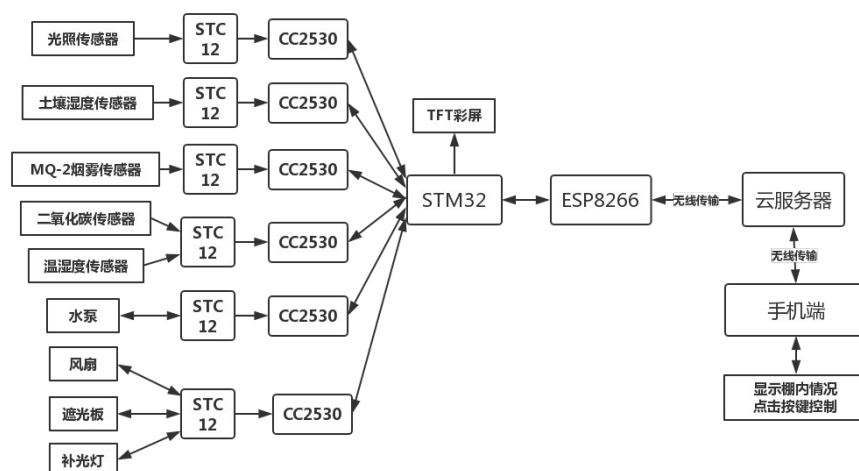 光照传感器
STC
12
CC2530
土壤湿度传感器
STC
12
CC2530
TFT彩屏
MQ-2烟雾传感器
STC
12
CC2530
STM32
ESP8266
无线传输
云服务器
二氧化碳传感器
温湿度传感器
STC
12
CC2530
无线传输
水泵
STC
12
CC2530
手机端
风扇
遮光板
补光灯
STC
12
CC2530
显示棚内情况
点击按键控制